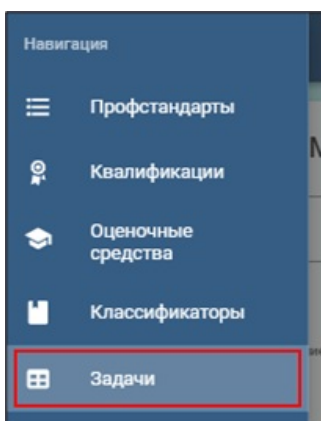 Навигация
Профстандарты
Квалификации
Оценочные
средства
Классификаторы
Задачи